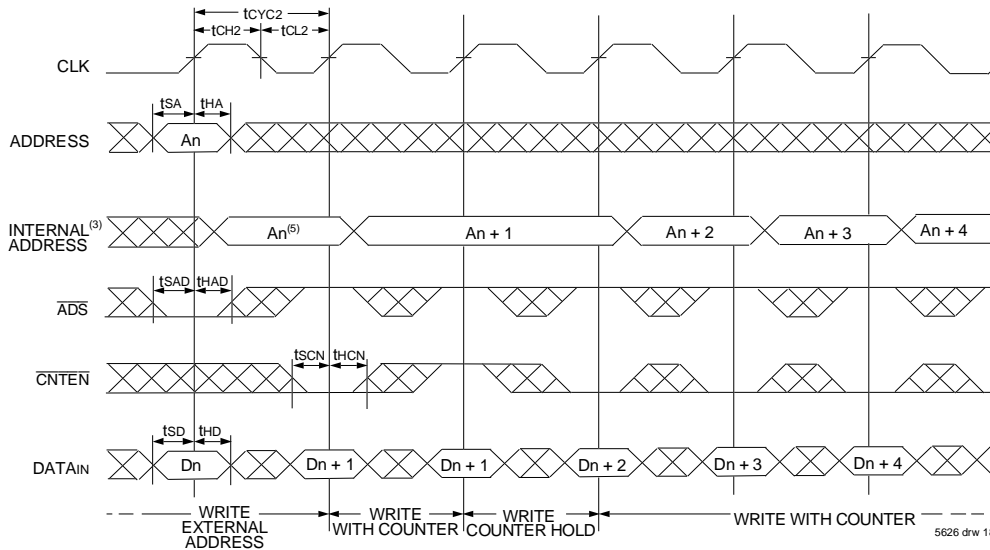 tCYC2
tCH2 tCL2
CLK
tSA tHA
ADDRESS An
INTERNAL(3)
ADDRESS An(5) An + 1 An + 2 An + 3 An + 4
tSAD tHAD
ADS
tSCN tHCN
CNTEN
tSD tHD
DATAIN Dn Dn + 1 Dn + 1 Dn + 2 Dn + 3 Dn + 4
WRITE
EXTERNAL
ADDRESS
WRITE
WITH COUNTER
WRITE
COUNTER HOLD
WRITE WITH COUNTER
5626 drw